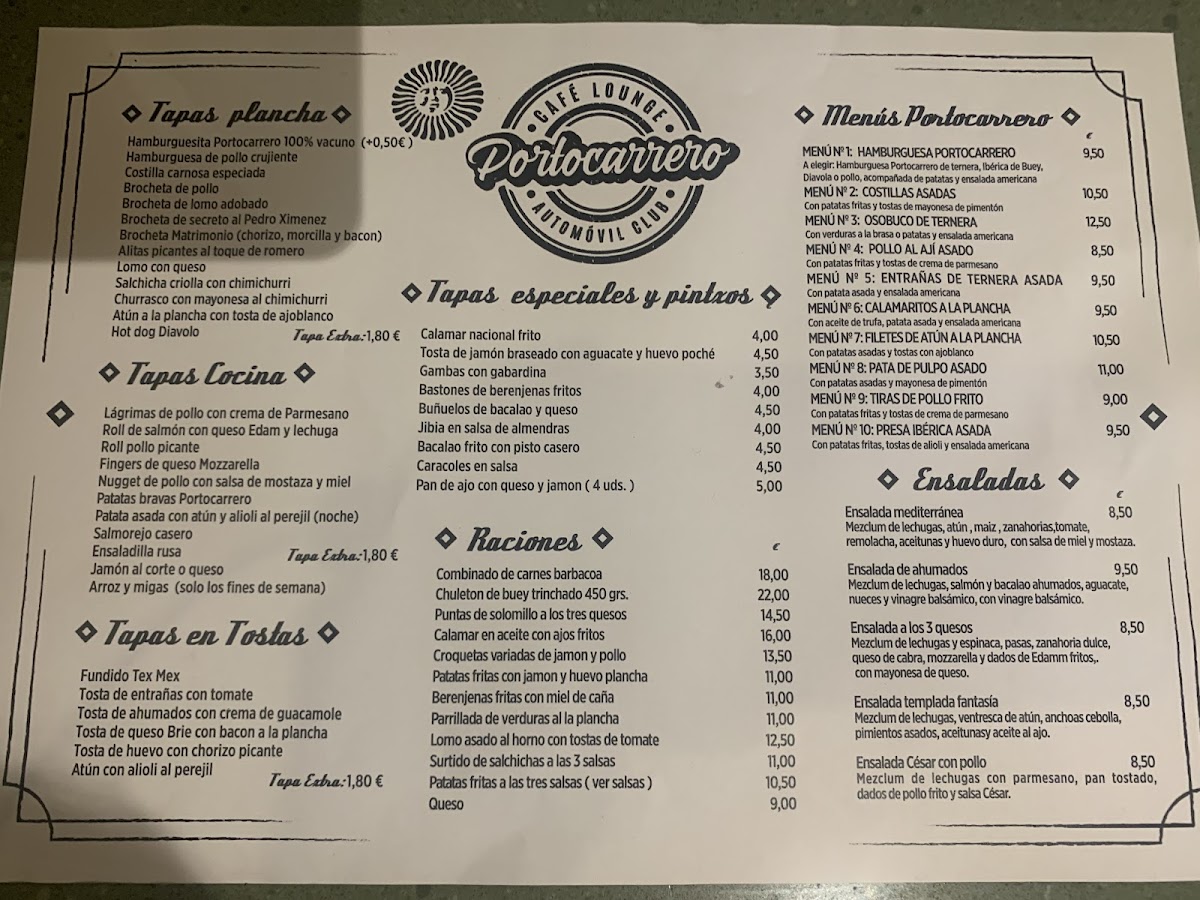 Tapas plancha
Hamburguesita Portocarrero 100% vacuno (+0,50€)
Hamburguesa de pollo crujiente
Costilla carnosa especiada
Brocheta de pollo
Brocheta de lomo adobado
Brocheta de secreto al Pedro Ximenez
Brocheta Matrimonio (chorizo, morcilla y bacon)
Alitas picantes al toque de romero
Lomo con queso
Salchicha criolla con chimichurri
Churrasco con mayonesa al chimichurri
Atún a la plancha con tosta de ajoblanco
Hot dog Diavolo
Tapa Extra:1,80 €
Tapas Cocina
Lágrimas de pollo con crema de Parmesano
Roll de salmón con queso Edam y lechuga
Roll pollo picante
Fingers de queso Mozzarella
Nugget de pollo con salsa de mostaza y miel
Patatas bravas Portocarrero
Patata asada con atún y alioli al perejil (noche)
Salmorejo casero
Ensaladilla rusa
Tapa Extra:1,80 €
Jamón al corte o queso
Arroz y migas (solo los fines de semana)
Tapas en Tostas
Fundido Tex Mex
Tosta de entrañas con tomate
Tosta de ahumados con crema de guacamole
Tosta de queso Brie con bacon a la plancha
Tosta de huevo con chorizo picante
Atún con alioli al perejil
Tapa Extra:1,80 €
CAFÉ LOUNGE
Portocarrero
AUTOMÓVIL CLUB
Tapas especiales y pintxos
Calamar nacional frito 4,00
Tosta de jamón braseado con aguacate y huevo poché 4,50
Gambas con gabardina 3,50
Bastones de berenjenas fritos 4,00
Buñuelos de bacalao y queso 4,50
Jibia en salsa de almendras 4,00
Bacalao frito con pisto casero 4,50
Caracoles en salsa 4,50
Pan de ajo con queso y jamon ( 4 uds. ) 5,00
Raciones
€
Combinado de carnes barbacoa 18,00
Chuleton de buey trinchado 450 grs. 22,00
Puntas de solomillo a los tres quesos 14,50
Calamar en aceite con ajos fritos 16,00
Croquetas variadas de jamon y pollo 13,50
Patatas fritas con jamon y huevo plancha 11,00
Berenjenas fritas con miel de caña 11,00
Parrillada de verduras al la plancha 11,00
Lomo asado al horno con tostas de tomate 12,50
Surtido de salchichas a las 3 salsas 11,00
Patatas fritas a las tres salsas ( ver salsas ) 10,50
Queso 9,00
Menús Portocarrero
€
MENÚ Nº 1: HAMBURGUESA PORTOCARRERO 9,50
A elegir: Hamburguesa Portocarrero de ternera, Ibérica de Buey,
Diavola o pollo, acompañada de patatas y ensalada americana
MENÚ Nº 2: COSTILLAS ASADAS 10,50
Con patatas fritas y tostas de mayonesa de pimentón
MENÚ Nº 3: OSOBUCO DE TERNERA 12,50
Con verduras a la brasa o patatas y ensalada americana
MENÚ Nº 4: POLLO AL AJÍ ASADO 8,50
Con patatas fritas y tostas de crema de parmesano
MENÚ Nº 5: ENTRAÑAS DE TERNERA ASADA 9,50
Con patata asada y ensalada americana
MENÚ Nº 6: CALAMARITOS A LA PLANCHA 9,50
Con aceite de trufa, patata asada y ensalada americana
MENÚ Nº 7: FILETES DE ATÚN A LA PLANCHA 10,50
Con patatas asadas y tostas con ajoblanco
MENÚ Nº 8: PATA DE PULPO ASADO 11,00
Con patatas asadas y mayonesa de pimentón
MENÚ Nº 9: TIRAS DE POLLO FRITO 9,00
Con patatas fritas y tostas de crema de parmesano
MENÚ Nº 10: PRESA IBÉRICA ASADA 9,50
Con patatas fritas, tostas de alioli y ensalada americana
Ensaladas
€
Ensalada mediterránea 8,50
Mezclum de lechugas, atún , maiz , zanahorias,tomate,
remolacha, aceitunas y huevo duro, con salsa de miel y mostaza.
Ensalada de ahumados 9,50
Mezclum de lechugas, salmón y bacalao ahumados, aguacate,
nueces y vinagre balsámico, con vinagre balsámico.
Ensalada a los 3 quesos 8,50
Mezclum de lechugas y espinaca, pasas, zanahoria dulce,
queso de cabra, mozzarella y dados de Edamm fritos,.
con mayonesa de queso.
Ensalada templada fantasía 8,50
Mezclum de lechugas, ventresca de atún, anchoas cebolla,
pimientos asados, aceitunasy aceite al ajo.
Ensalada César con pollo 8,50
Mezclum de lechugas con parmesano, pan tostado,
dados de pollo frito y salsa César.